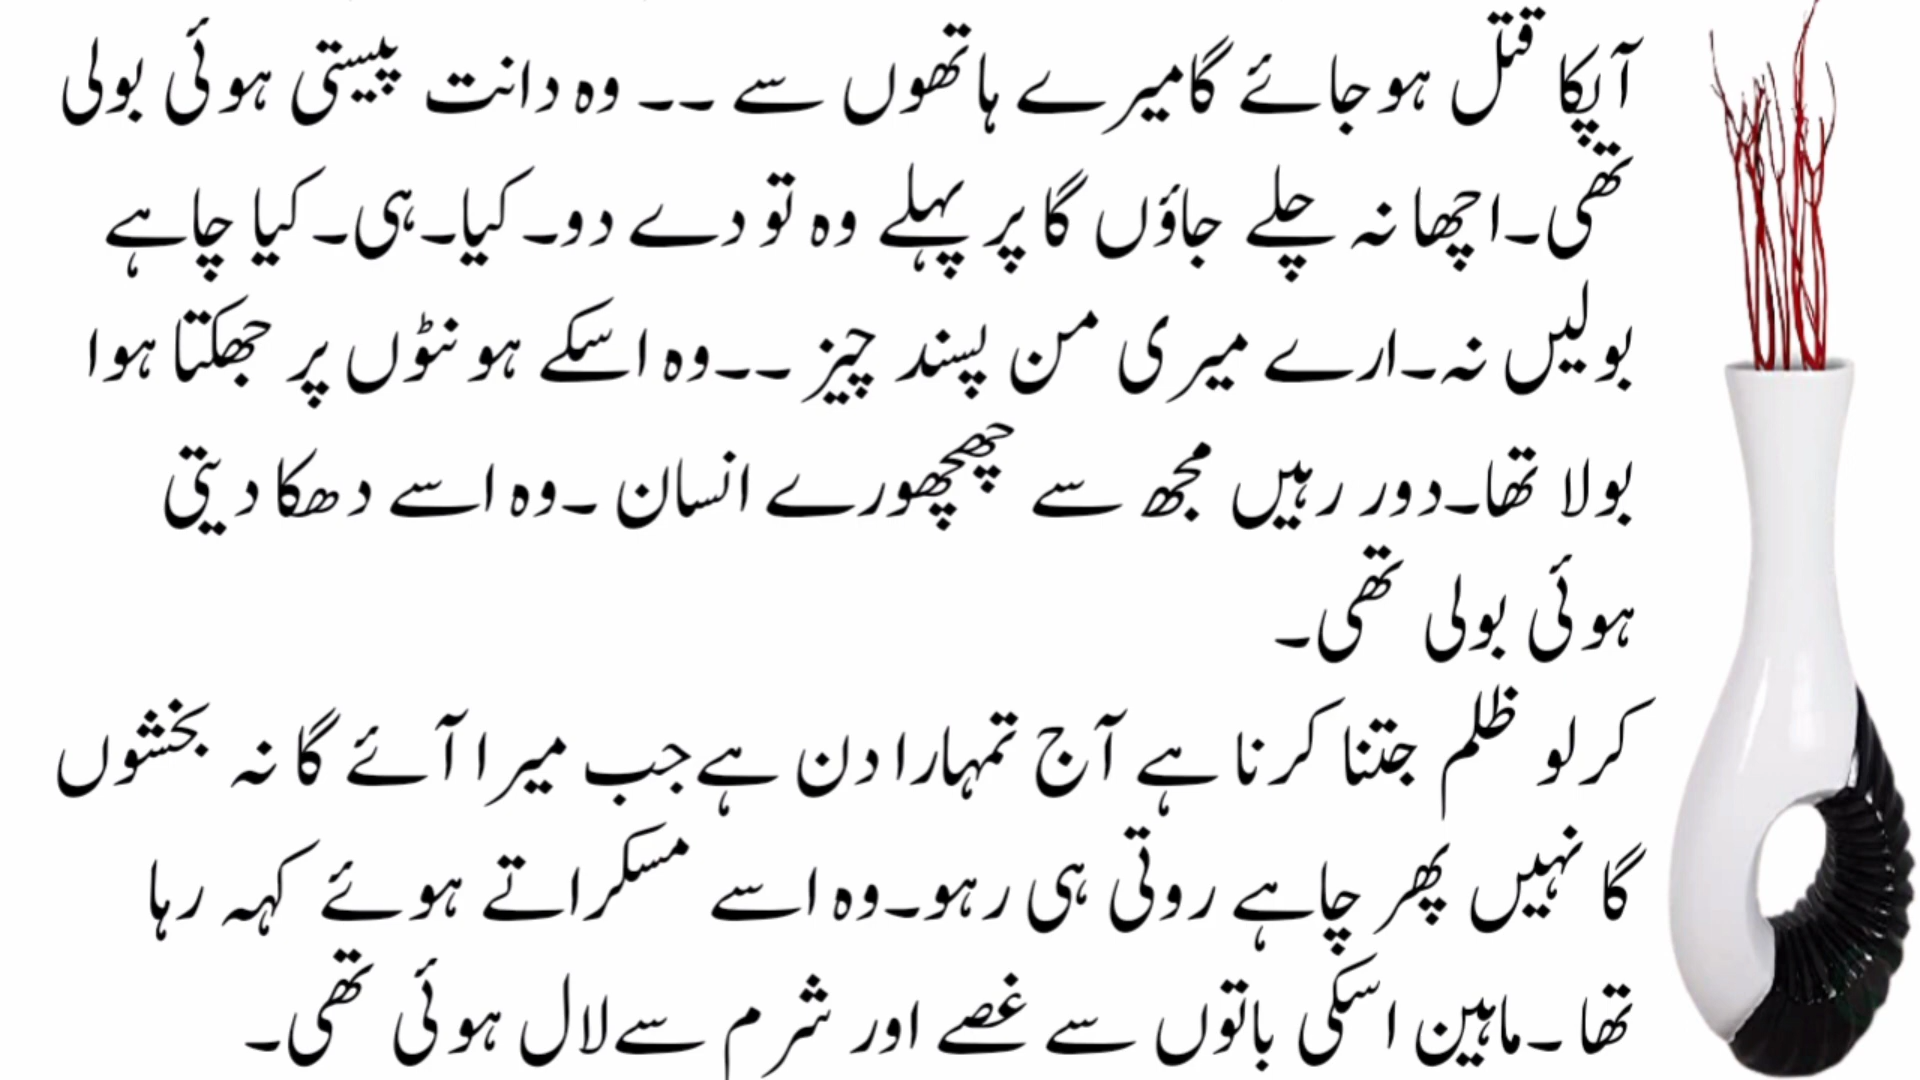 آپکا قتل ہو جائے گا میرے ہاتھوں سے ۔۔ وہ دانت پیستی ہوئی بولی
تھی۔اچھا نہ چلے جاؤں گا پر پہلے وہ تو دے دو۔کیا۔ہی۔کیا چاہے
بولیں نہ۔ارے میری من پسند چیز ۔۔وہ اسکے ہونٹوں پر جھکتا ہوا
بولا تھا۔دور رہیں مجھ سے چھچھورے انسان ۔وہ اسے دھکا دیتی
ہوئی بولی تھی۔
کر لو ظلم جتنا کرنا ہے آج تمہارا دن ہے جب میرا آئے گا نہ بخشوں
گا نہیں پھر چاہے روتی ہی رہو۔وہ اسے مسکراتے ہوئے کہہ رہا
تھا ۔ماہین اسکی باتوں سے غصے اور شرم سے لال ہوئی تھی۔